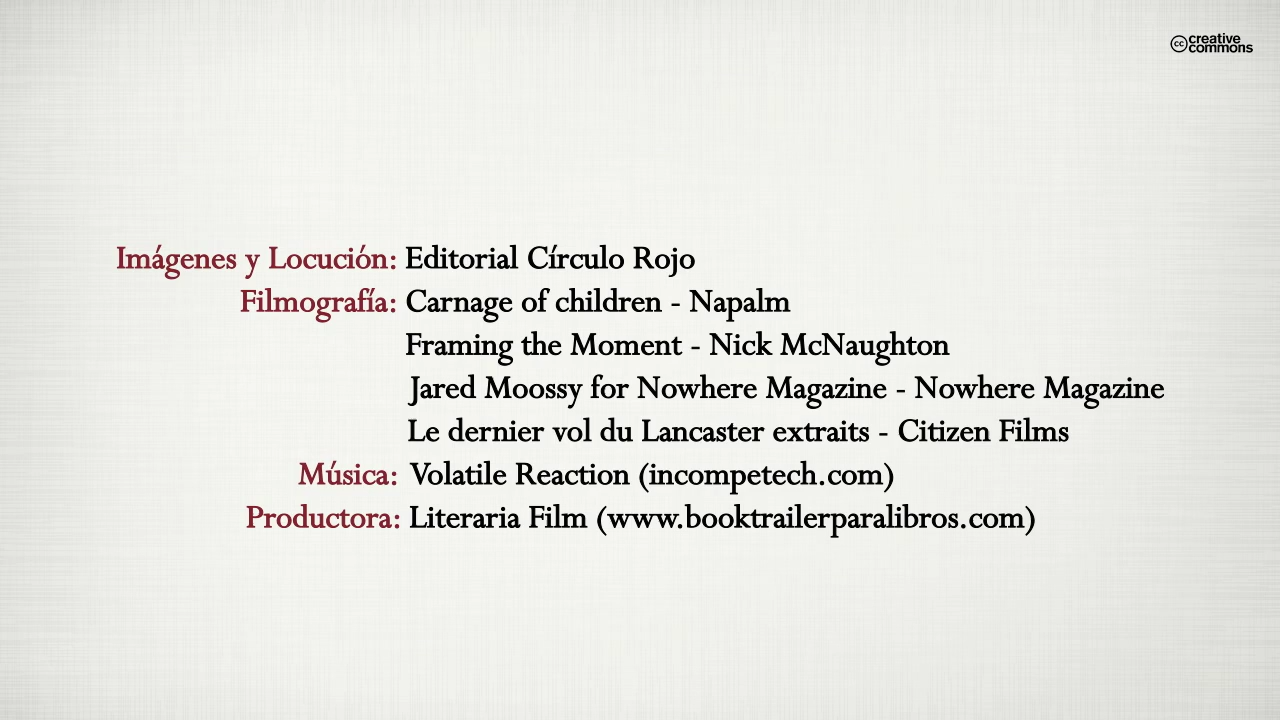 cc creative
commons
Imágenes y Locución: Editorial Círculo Rojo
Filmografía: Carnage of children - Napalm
Framing the Moment - Nick McNaughton
Jared Moossy for Nowhere Magazine - Nowhere Magazine
Le dernier vol du Lancaster extraits - Citizen Films
Música: Volatile Reaction (incompetech.com)
Productora: Literaria Film (www.booktrailerparalibros.com)